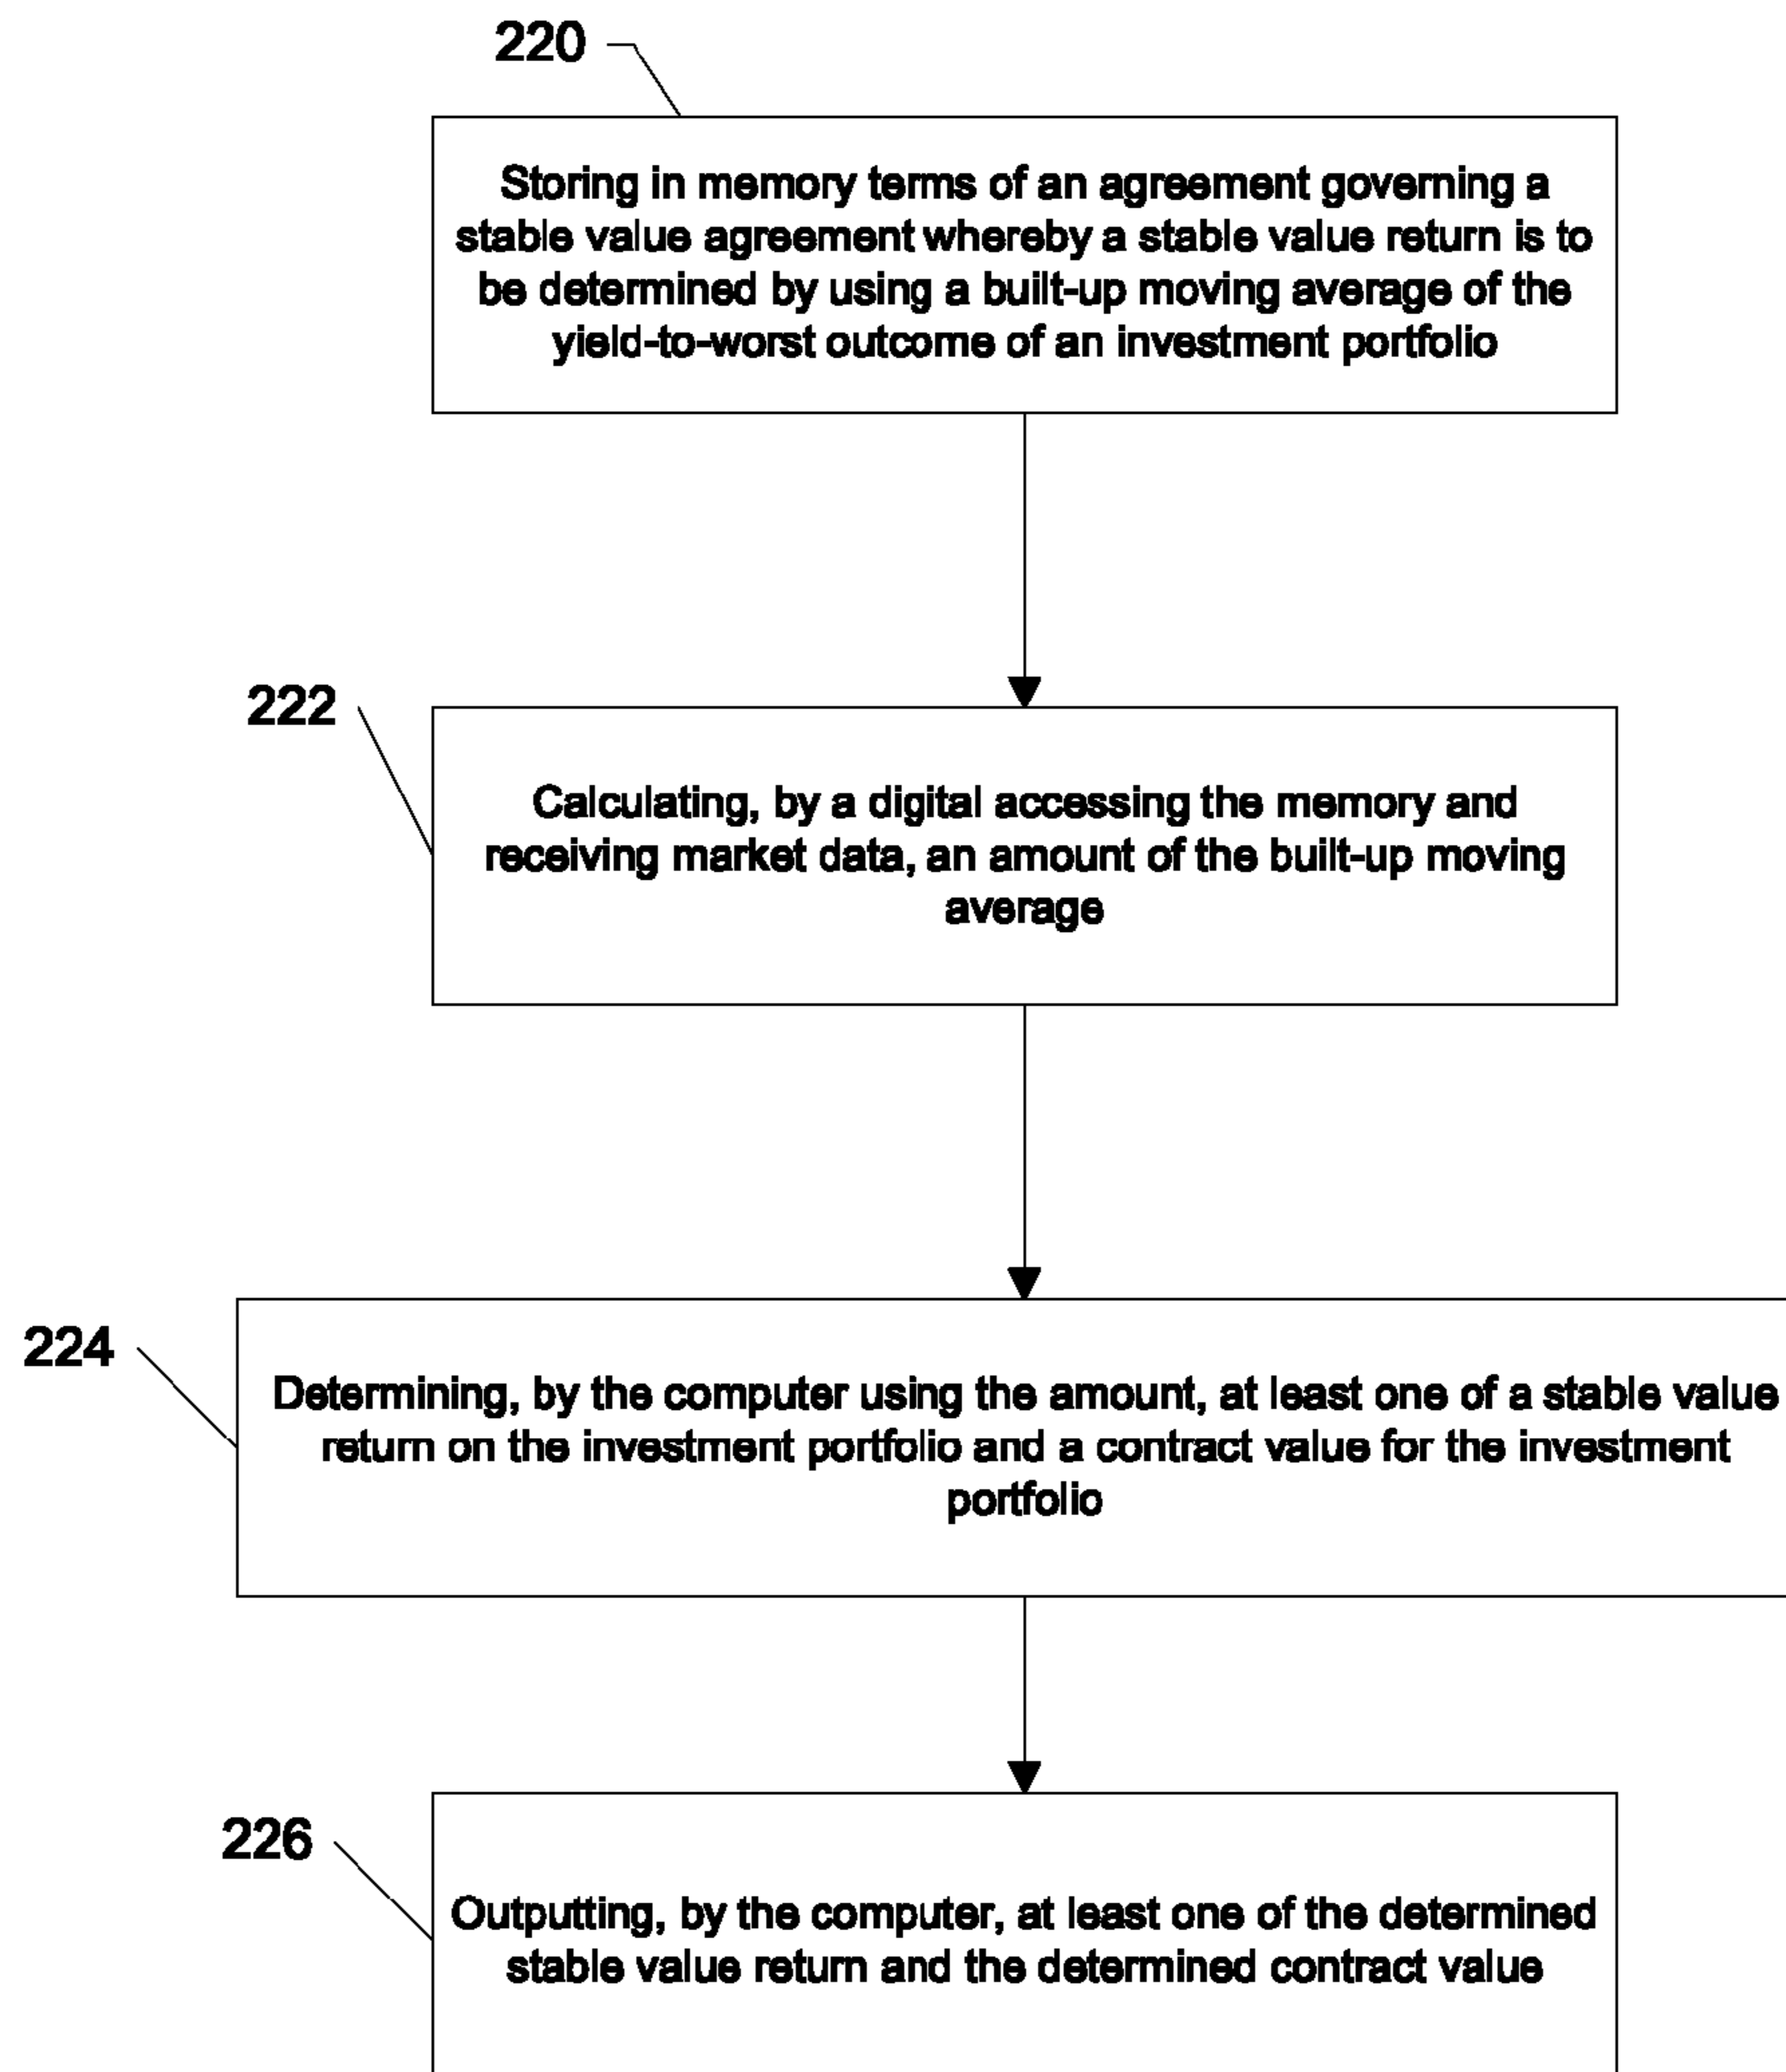 220
Storing in memory terms of an agreement governing a
stable value agreement whereby a stable value return is to
be determined by using a built-up moving average of the
yield-to-worst outcome of an investment portfolio
222
Calculating, by a digital accessing the memory and
receiving market data, an amount of the built-up moving
average
224
Determining, by the computer using the amount, at least one of a stable value
return on the investment portfolio and a contract value for the investment
portfolio
226
Outputting, by the computer, at least one of the determined
stable value return and the determined contract value